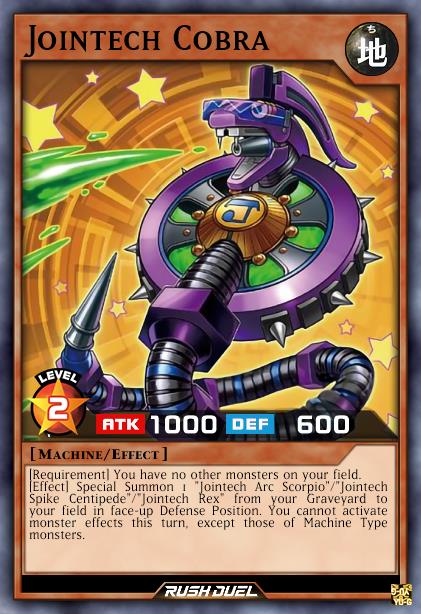 Jointech Cobra
ち
地
J
LEVEL
2
ATK 1000 DEF 600
[ Machine/Effect ]
[Requirement] You have no other monsters on your field.
[Effect] Special Summon 1 "Jointech Arc Scorpio"/"Jointech
Spike Centipede"/"Jointech Rex" from your Graveyard to
your field in face-up Defense Position. You cannot activate
monster effects this turn, except those of Machine Type
monsters.
RUSH DUEL